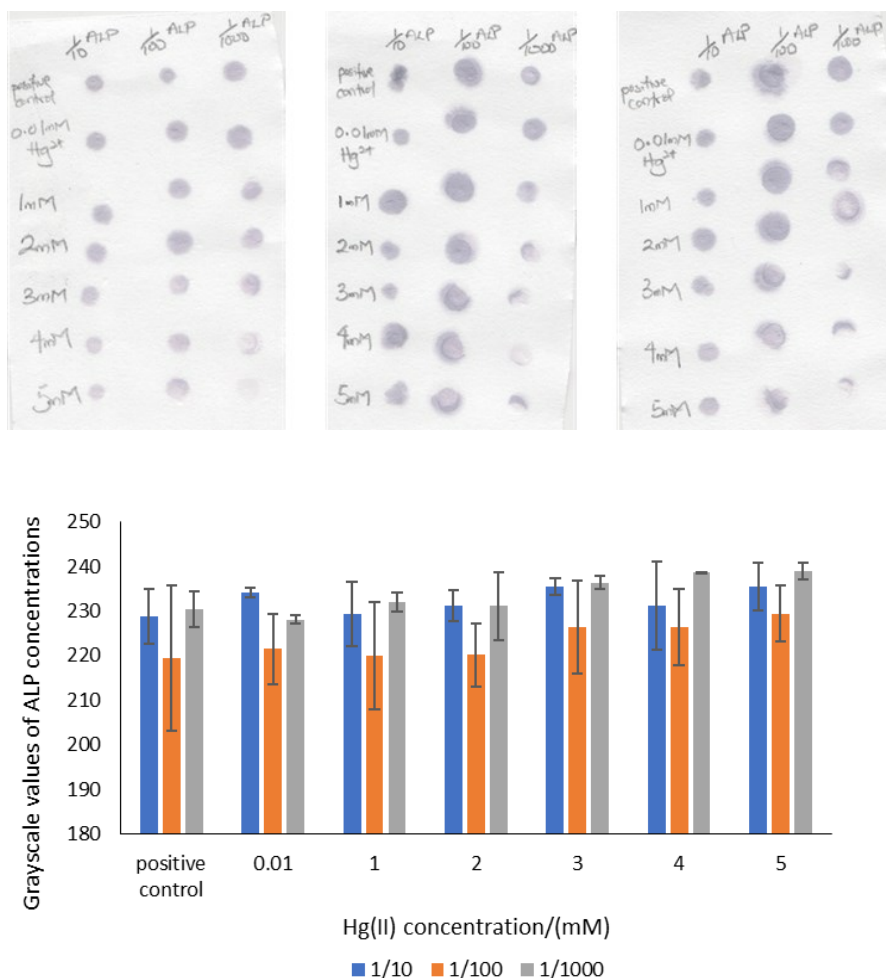 1/10 ALP 1/100 ALP 1/1000 ALP
positive
control
0.01mM
Hg²⁺
1mM
2mM
3mM
4mM
5mM
1/10 ALP 1/100 ALP 1/1000 ALP
positive
control
0.01mM
Hg²⁺
1mM
2mM
3mM
4mM
5mM
1/10 ALP 1/100 ALP 1/1000 ALP
positive
control
0.01mM
Hg²⁺
1mM
2mM
3mM
4mM
5mM
Grayscale values of ALP concentrations
250
240
230
220
210
200
190
180
positive control 0.01 1 2 3 4 5
Hg(II) concentration/(mM)
1/10 1/100 1/1000